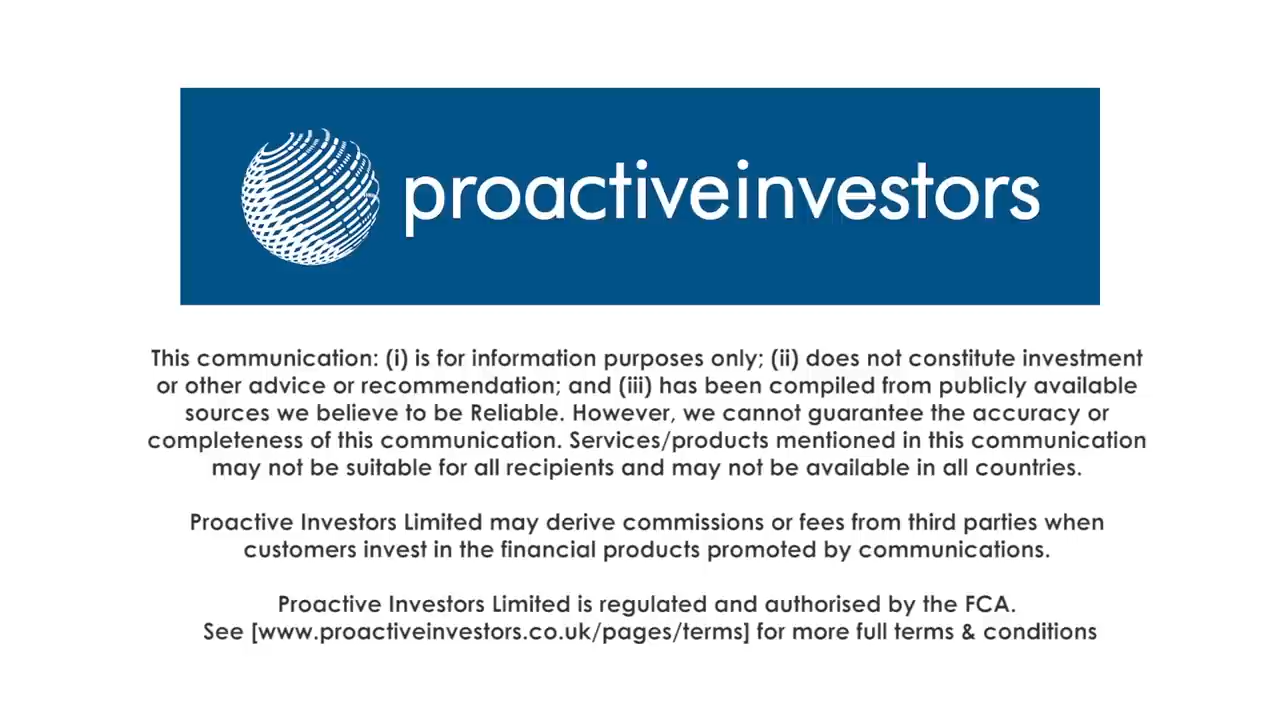 proactiveinvestors
This communication: (i) is for information purposes only; (ii) does not constitute investment
or other advice or recommendation; and (iii) has been compiled from publicly available
sources we believe to be Reliable. However, we cannot guarantee the accuracy or
completeness of this communication. Services/products mentioned in this communication
may not be suitable for all recipients and may not be available in all countries.
Proactive Investors Limited may derive commissions or fees from third parties when
customers invest in the financial products promoted by communications.
Proactive Investors Limited is regulated and authorised by the FCA.
See [www.proactiveinvestors.co.uk/pages/terms] for more full terms & conditions